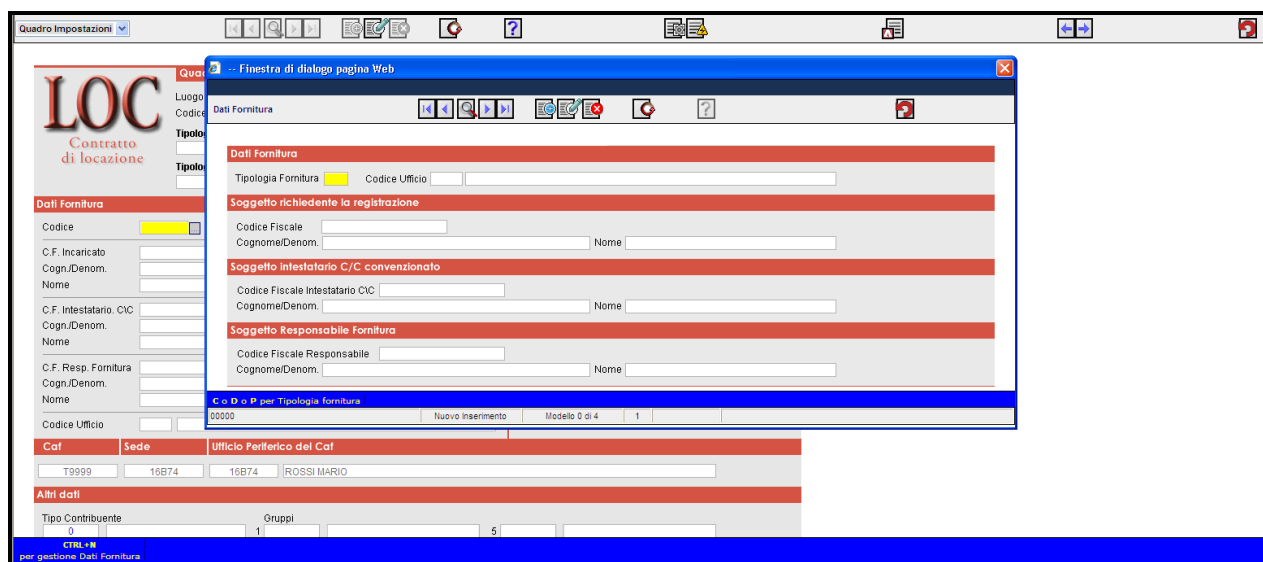 Quadro Impostazioni
?
LOC
Contratto
di locazione
Quad
Luogo
Codice
Tipolo
Tipolo
-- Finestra di dialogo pagina Web
Dati Fornitura
?
Dati Fornitura
Tipologia Fornitura Codice Ufficio
Soggetto richiedente la registrazione
Codice Fiscale
Cognome/Denom. Nome
Soggetto intestatario C/C convenzionato
Codice Fiscale Intestatario C\C
Cognome/Denom. Nome
Soggetto Responsabile Fornitura
Codice Fiscale Responsabile
Cognome/Denom. Nome
C o D o P per Tipologia fornitura
00000 Nuovo Inserimento Modello 0 di 4 1
Dati Fornitura
Codice
C.F. Incaricato
Cogn./Denom.
Nome
C.F. Intestatario. C\C
Cogn./Denom.
Nome
C.F. Resp. Fornitura
Cogn./Denom.
Nome
Codice Ufficio
Caf Sede Ufficio Periferico del Caf
T9999 16B74 16B74 ROSSI MARIO
Altri dati
Tipo Contribuente Gruppi
0 1 5
CTRL+N
per gestione Dati Fornitura